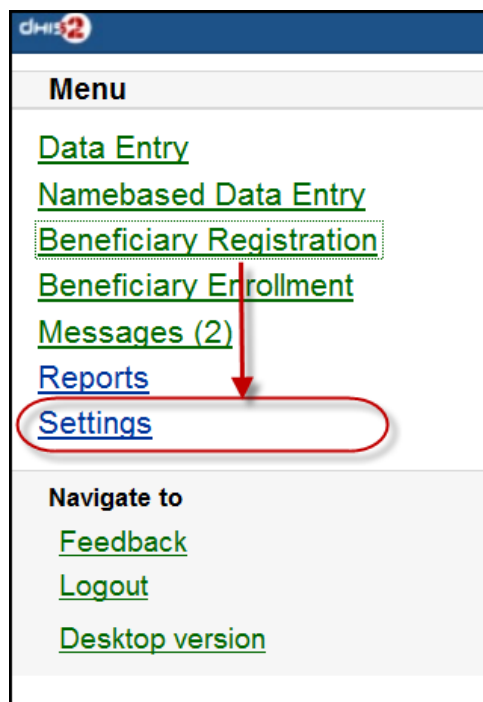 dHIS2
Menu
Data Entry
Namebased Data Entry
Beneficiary Registration
Beneficiary Enrollment
Messages (2)
Reports
Settings
Navigate to
Feedback
Logout
Desktop version